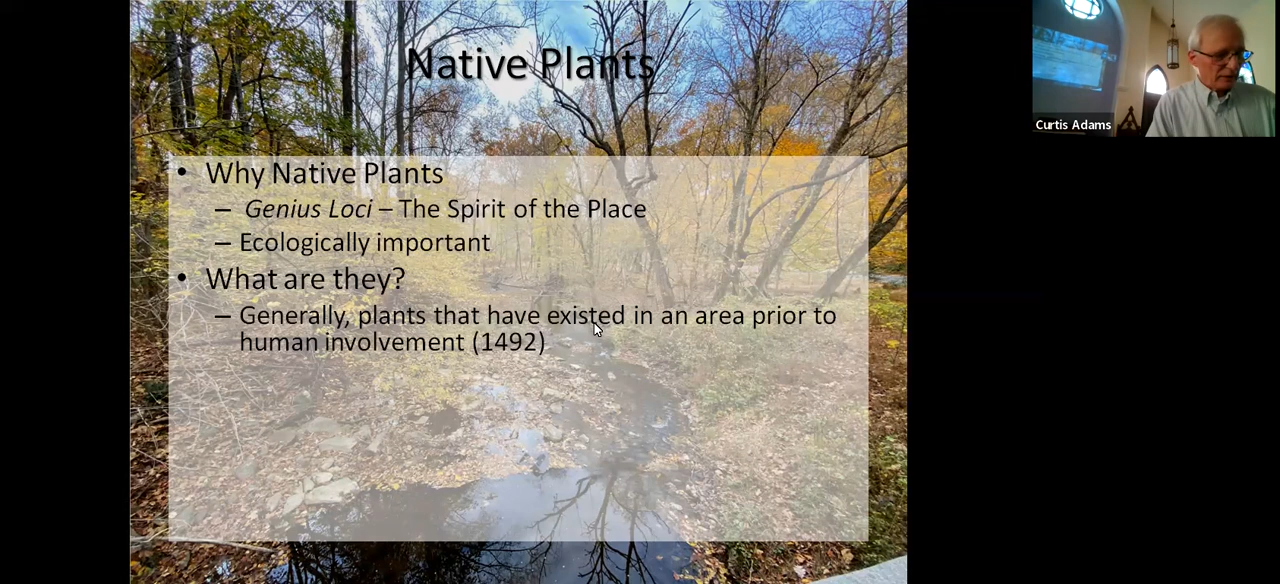 Native Plants
• Why Native Plants
– Genius Loci – The Spirit of the Place
– Ecologically important
• What are they?
– Generally, plants that have existed in an area prior to
human involvement (1492)
Curtis Adams